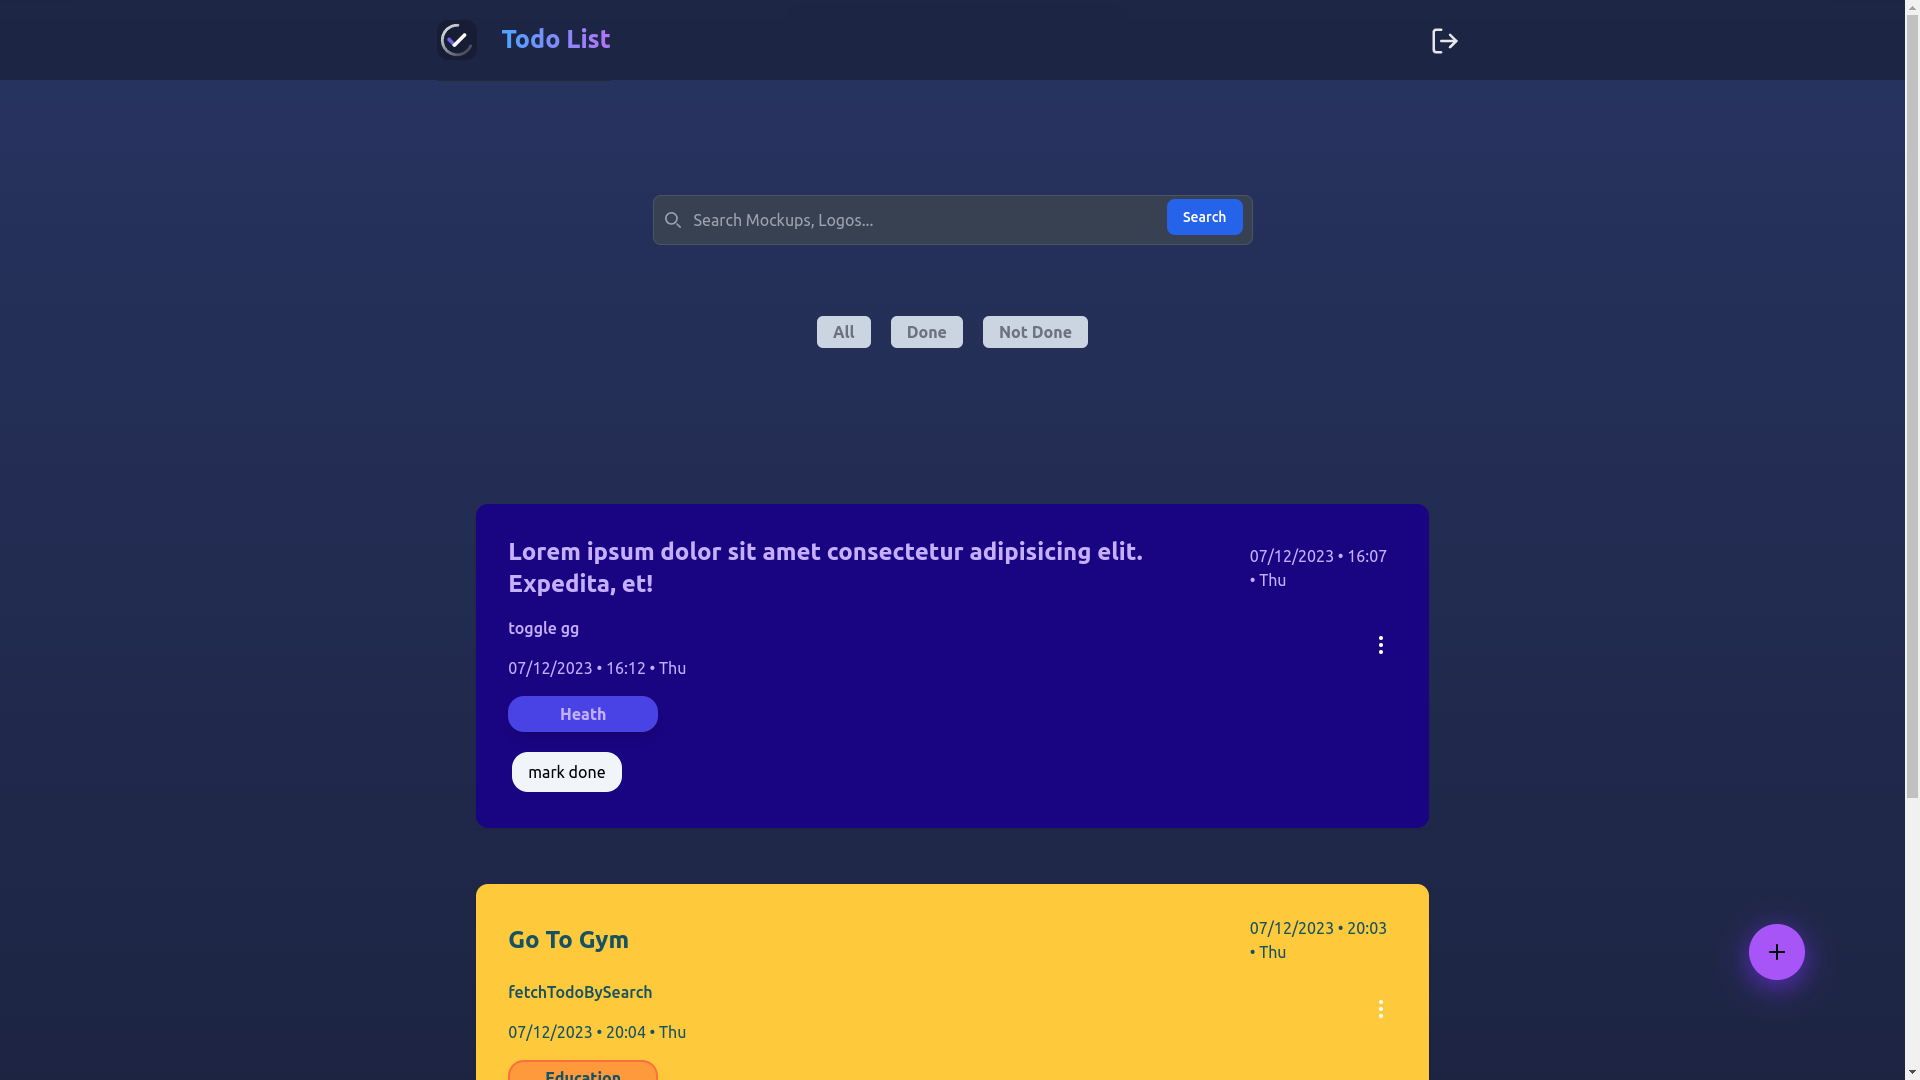 Todo List
Search Mockups, Logos...
Search
All
Done
Not Done
Lorem ipsum dolor sit amet consectetur adipisicing elit.
Expedita, et!
07/12/2023 • 16:07
• Thu
toggle gg
07/12/2023 • 16:12 • Thu
Heath
mark done
Go To Gym
07/12/2023 • 20:03
• Thu
fetchTodoBySearch
07/12/2023 • 20:04 • Thu
Education